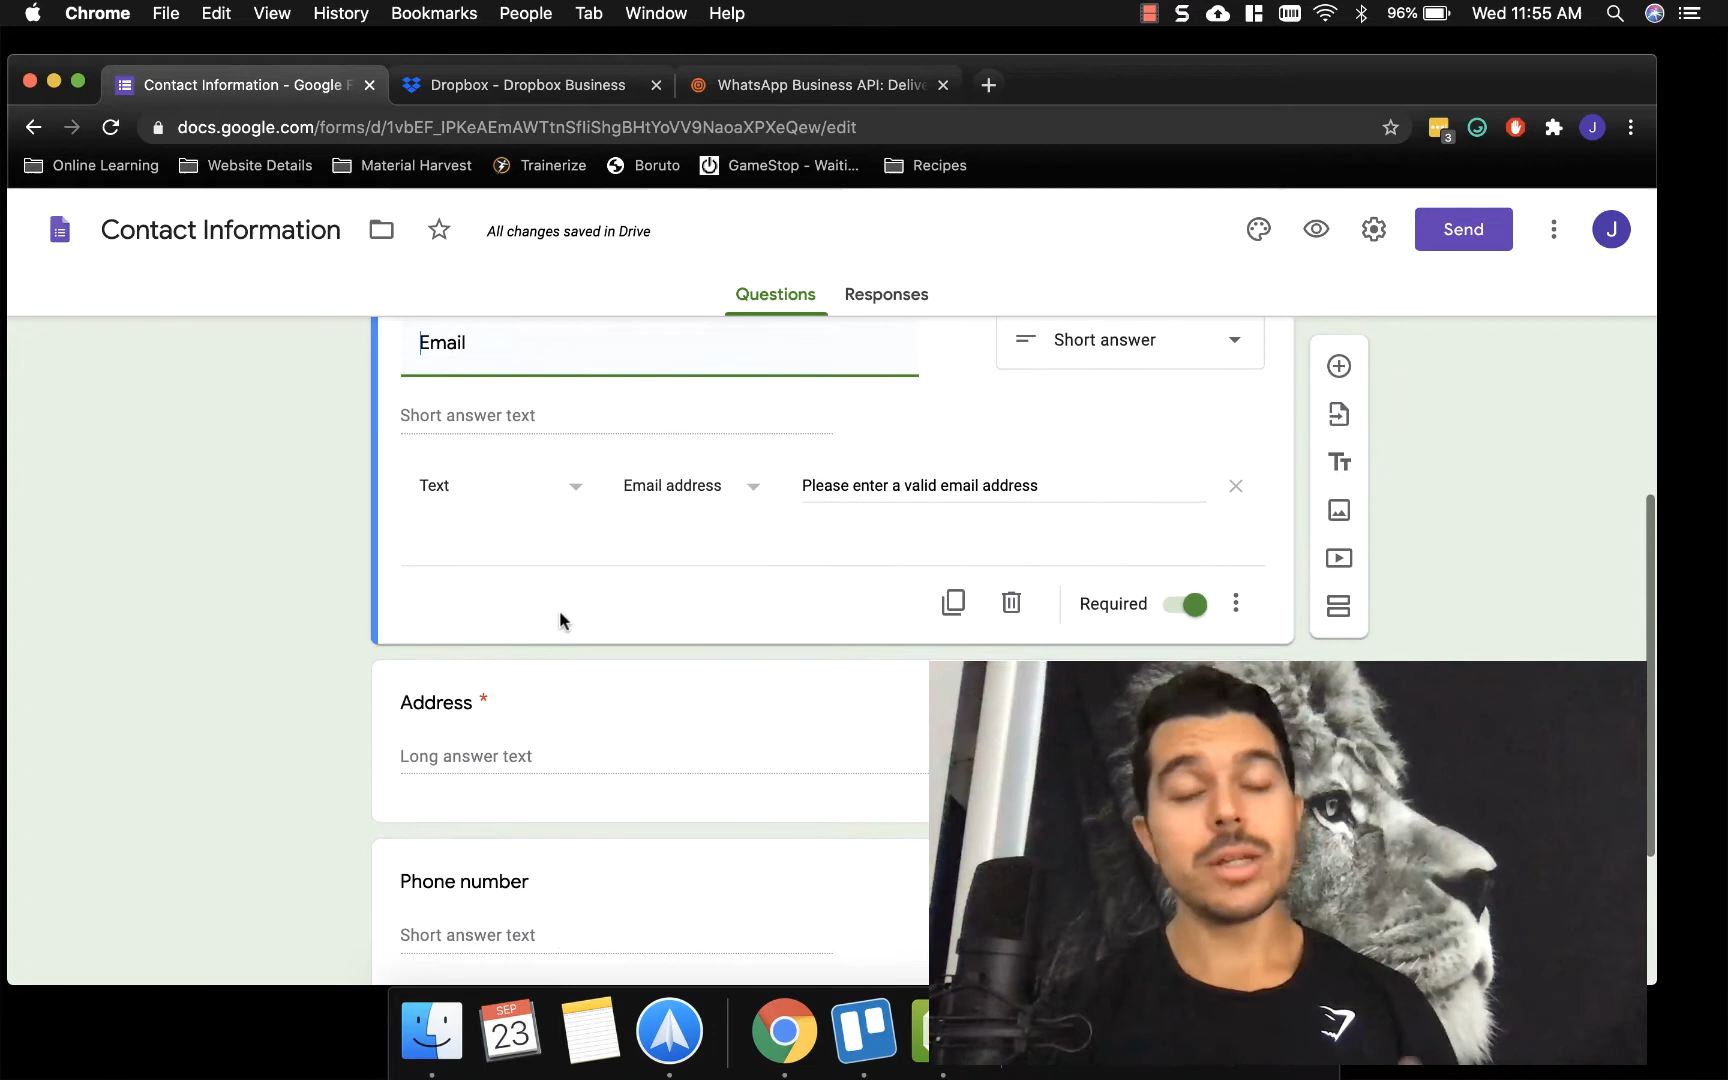 Chrome File Edit View History Bookmarks People Tab Window Help 96% Wed 11:55 AM
Contact Information - Google F
Dropbox - Dropbox Business
WhatsApp Business API: Delive
docs.google.com/forms/d/1vbEF_IPKeAEmAWTtnSfIiShgBHtYoVV9NaoaXPXeQew/edit
3
J
Online Learning Website Details Material Harvest Trainerize Boruto GameStop - Waiti... Recipes
Contact Information
All changes saved in Drive
Send
J
Questions Responses
Email
Short answer
Short answer text
Text
Email address
Please enter a valid email address
Required
Address *
Long answer text
Phone number
Short answer text
SEP
23